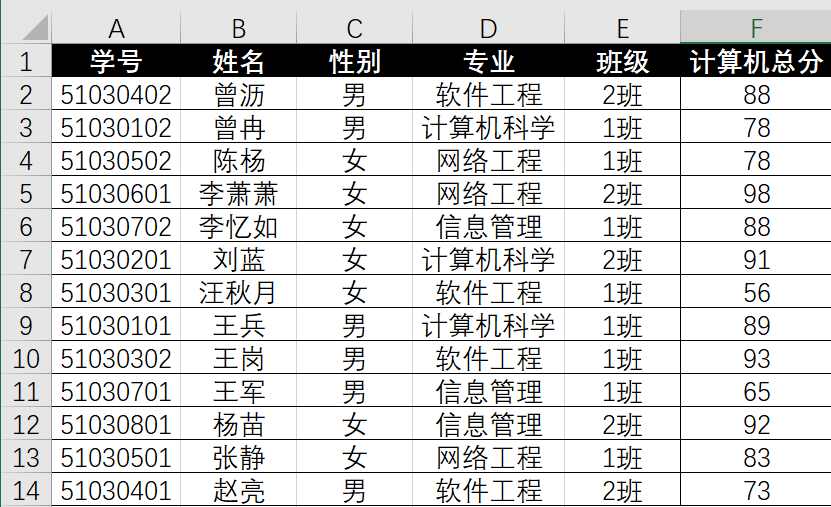 A B C D E F
1 学号 姓名 性别 专业 班级 计算机总分
2 51030402 曾沥 男 软件工程 2班 88
3 51030102 曾冉 男 计算机科学 1班 78
4 51030502 陈杨 女 网络工程 1班 78
5 51030601 李萧萧 女 网络工程 2班 98
6 51030702 李忆如 女 信息管理 1班 88
7 51030201 刘蓝 女 计算机科学 2班 91
8 51030301 汪秋月 女 软件工程 1班 56
9 51030101 王兵 男 计算机科学 1班 89
10 51030302 王岗 男 软件工程 1班 93
11 51030701 王军 男 信息管理 1班 65
12 51030801 杨苗 女 信息管理 2班 92
13 51030501 张静 女 网络工程 1班 83
14 51030401 赵亮 男 软件工程 2班 73